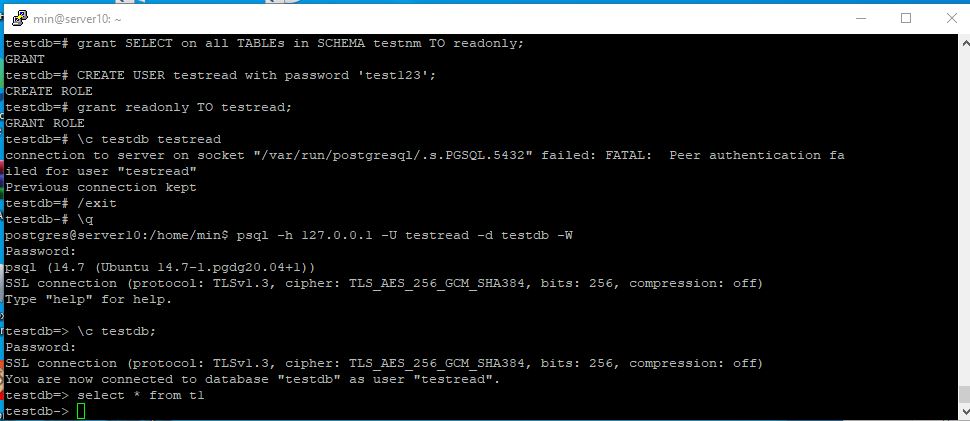 min@server10: ~
testdb=# grant SELECT on all TABLEs in SCHEMA testnm TO readonly;
GRANT
testdb=# CREATE USER testread with password 'test123';
CREATE ROLE
testdb=# grant readonly TO testread;
GRANT ROLE
testdb=# \c testdb testread
connection to server on socket "/var/run/postgresql/.s.PGSQL.5432" failed: FATAL:  Peer authentication fa
iled for user "testread"
Previous connection kept
testdb=# /exit
testdb-# \q
postgres@server10:/home/min$ psql -h 127.0.0.1 -U testread -d testdb -W
Password:
psql (14.7 (Ubuntu 14.7-1.pgdg20.04+1))
SSL connection (protocol: TLSv1.3, cipher: TLS_AES_256_GCM_SHA384, bits: 256, compression: off)
Type "help" for help.
testdb=> \c testdb;
Password:
SSL connection (protocol: TLSv1.3, cipher: TLS_AES_256_GCM_SHA384, bits: 256, compression: off)
You are now connected to database "testdb" as user "testread".
testdb=> select * from t1
testdb->